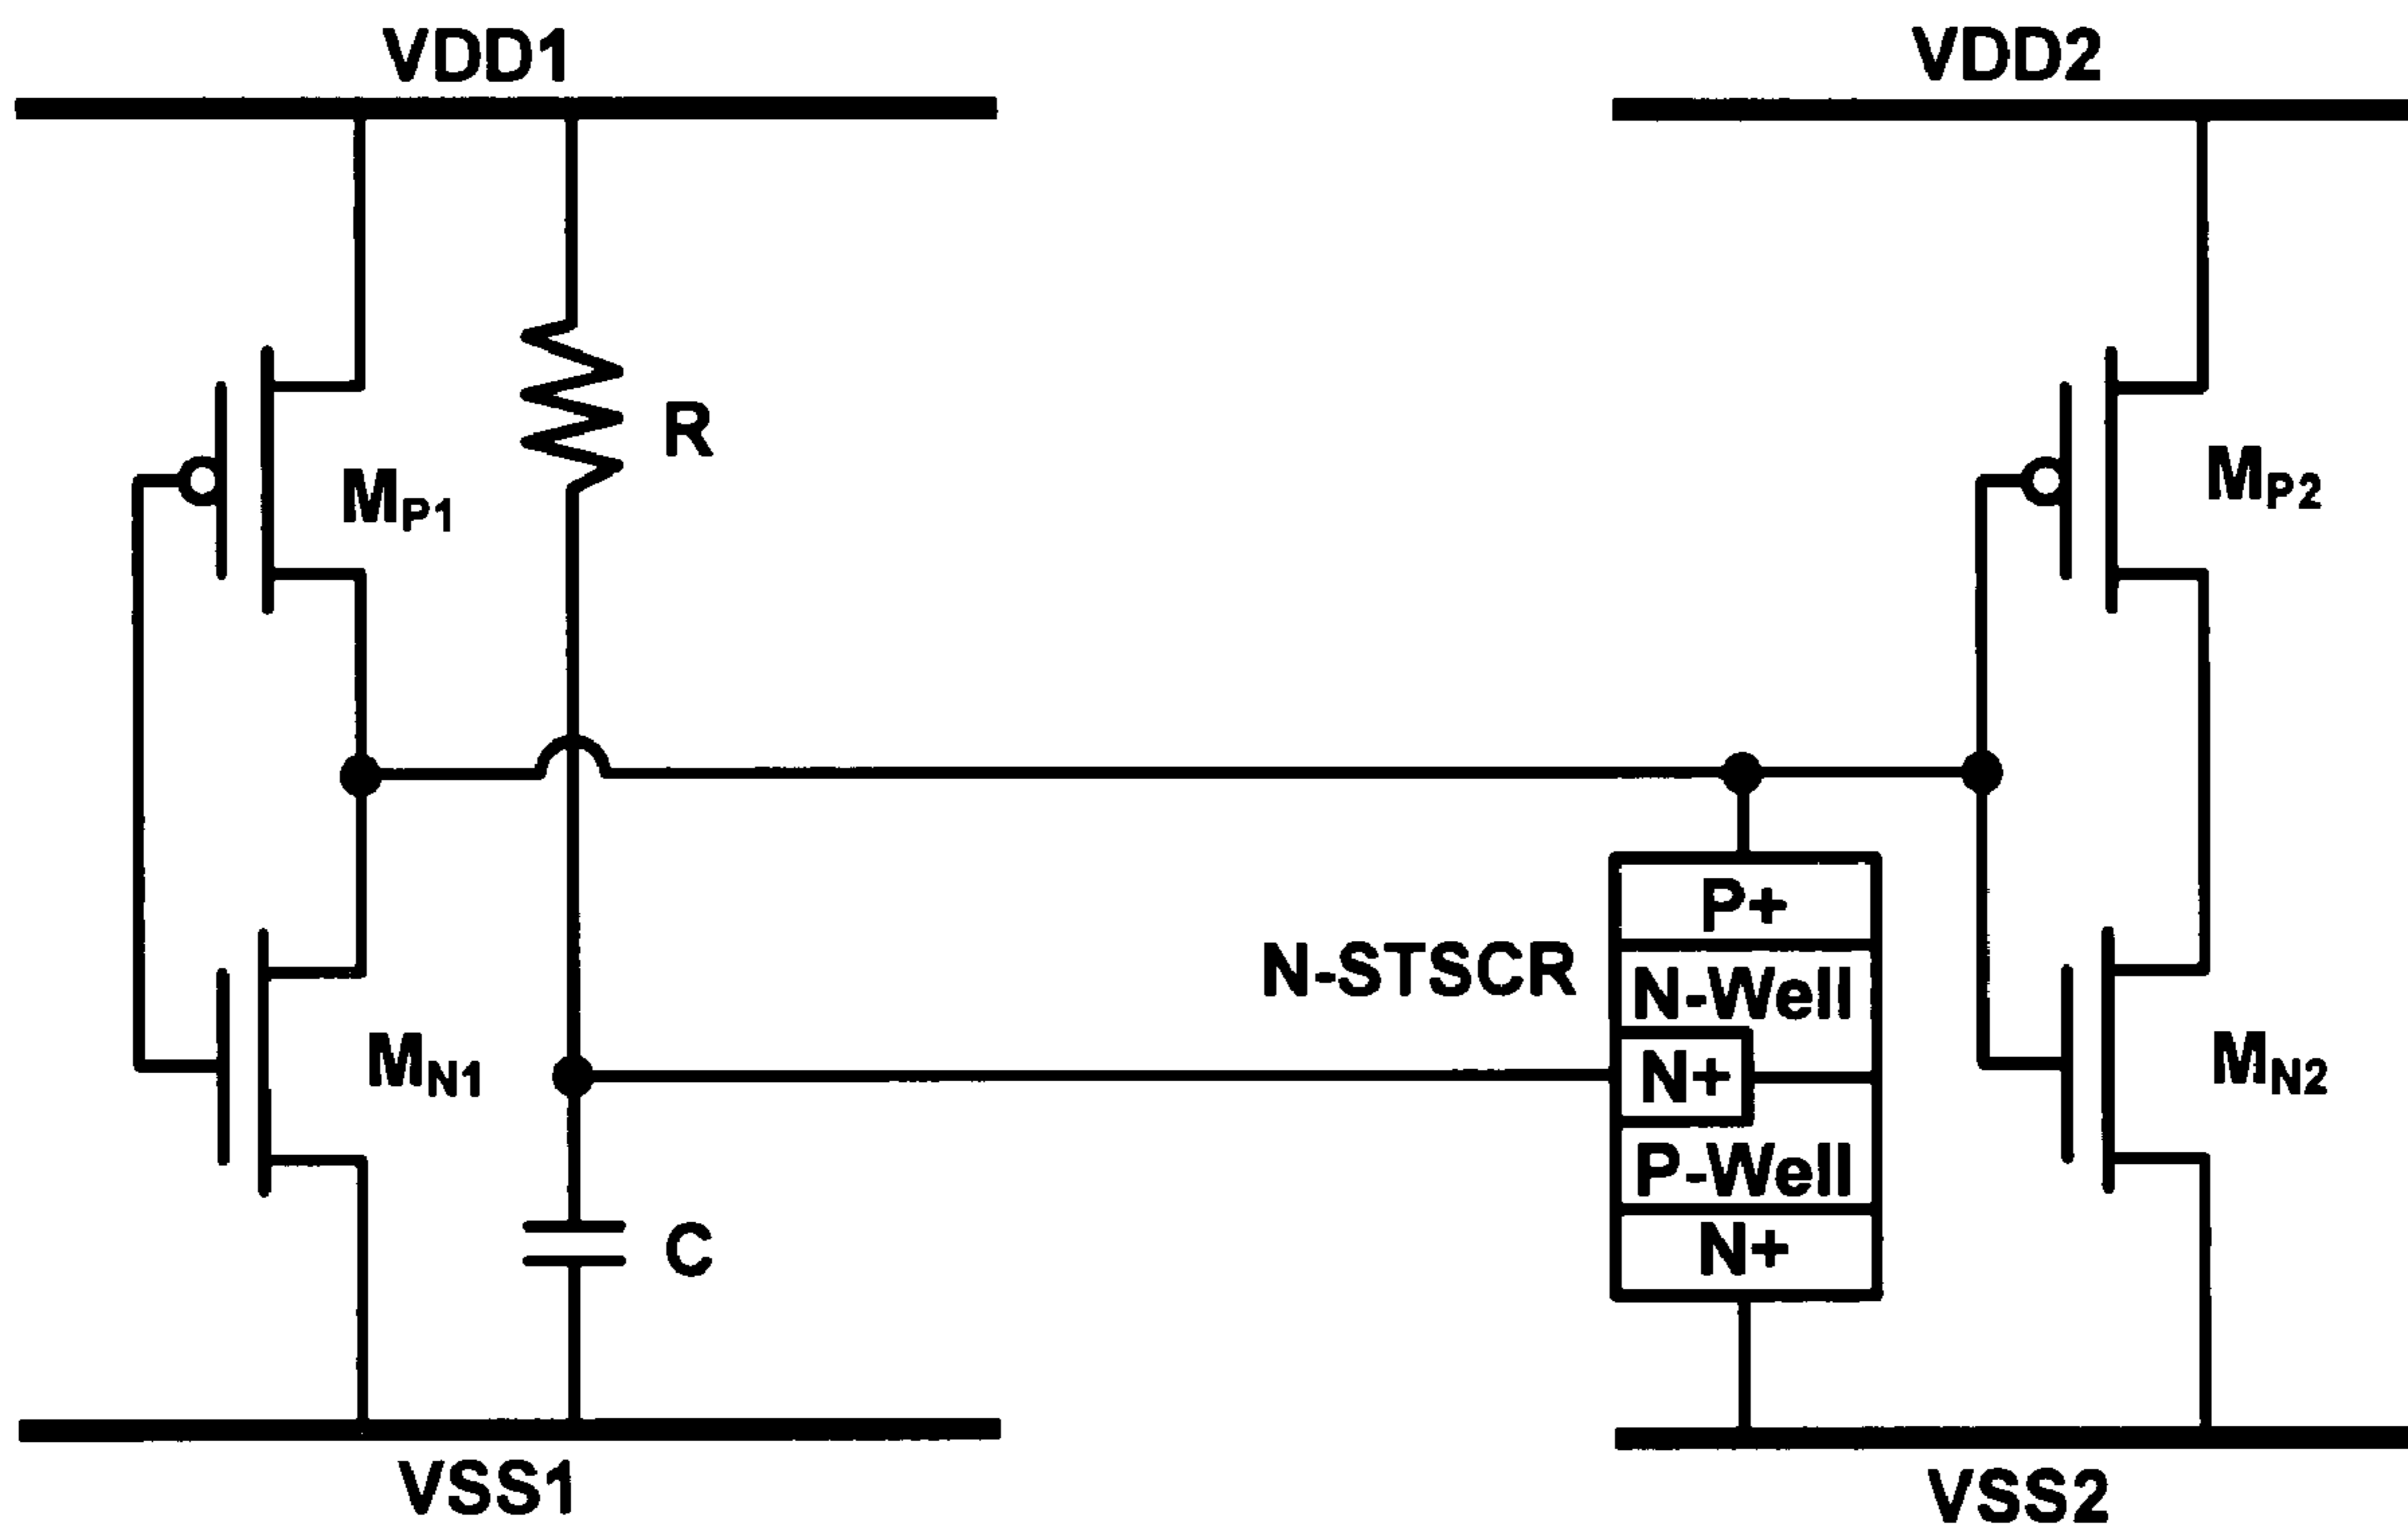 VDD1
VDD2
R
MP1
MP2
P+
N-STSCR
N-Well
N+
MN1
MN2
P-Well
C
N+
VSS1
VSS2